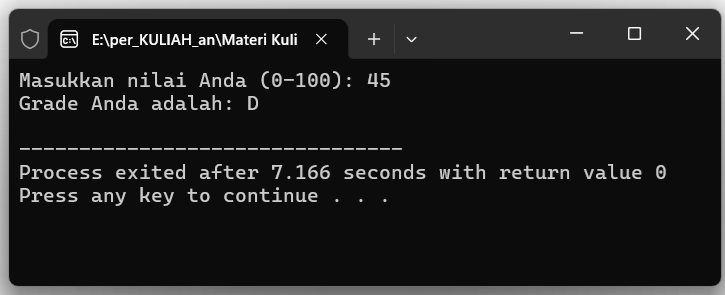 E:\per_KULIAH_an\Materi Kuli
Masukkan nilai Anda (0-100): 45
Grade Anda adalah: D
--------------------------------
Process exited after 7.166 seconds with return value 0
Press any key to continue . . .